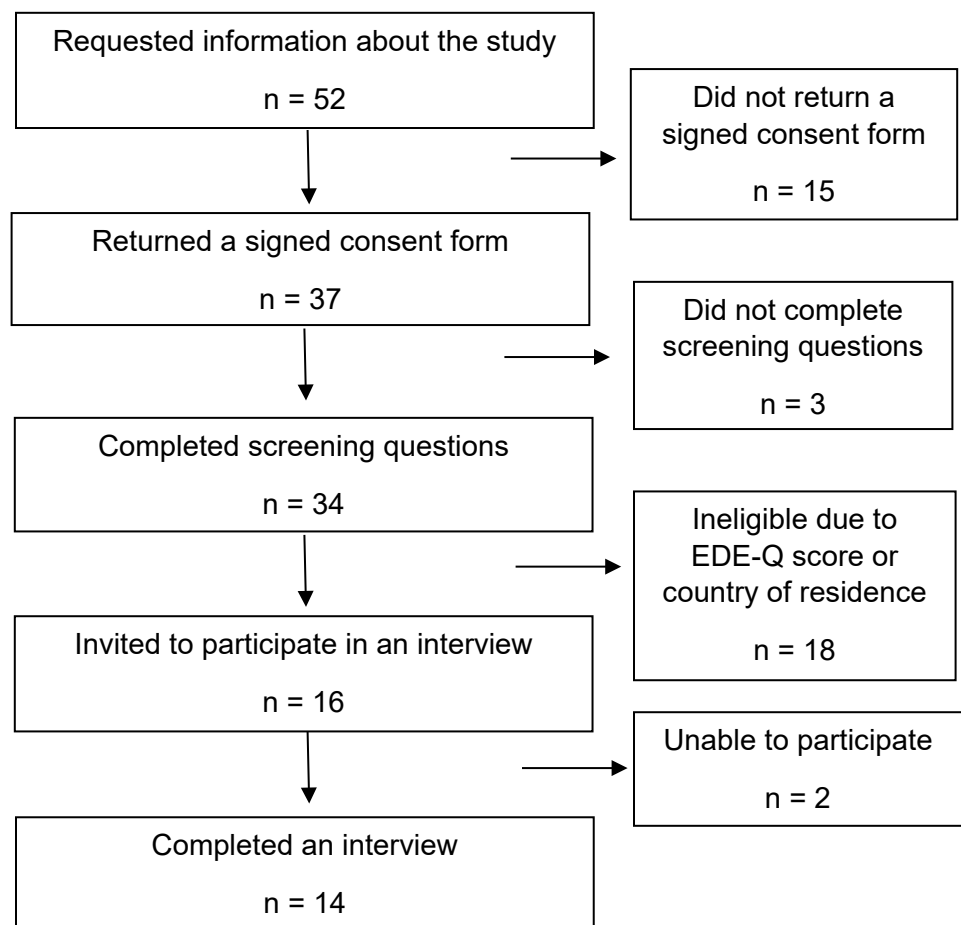 Requested information about the study
n = 52
Did not return a
signed consent form
n = 15
Returned a signed consent form
n = 37
Did not complete
screening questions
n = 3
Completed screening questions
n = 34
Ineligible due to
EDE-Q score or
country of residence
n = 18
Invited to participate in an interview
n = 16
Unable to participate
n = 2
Completed an interview
n = 14